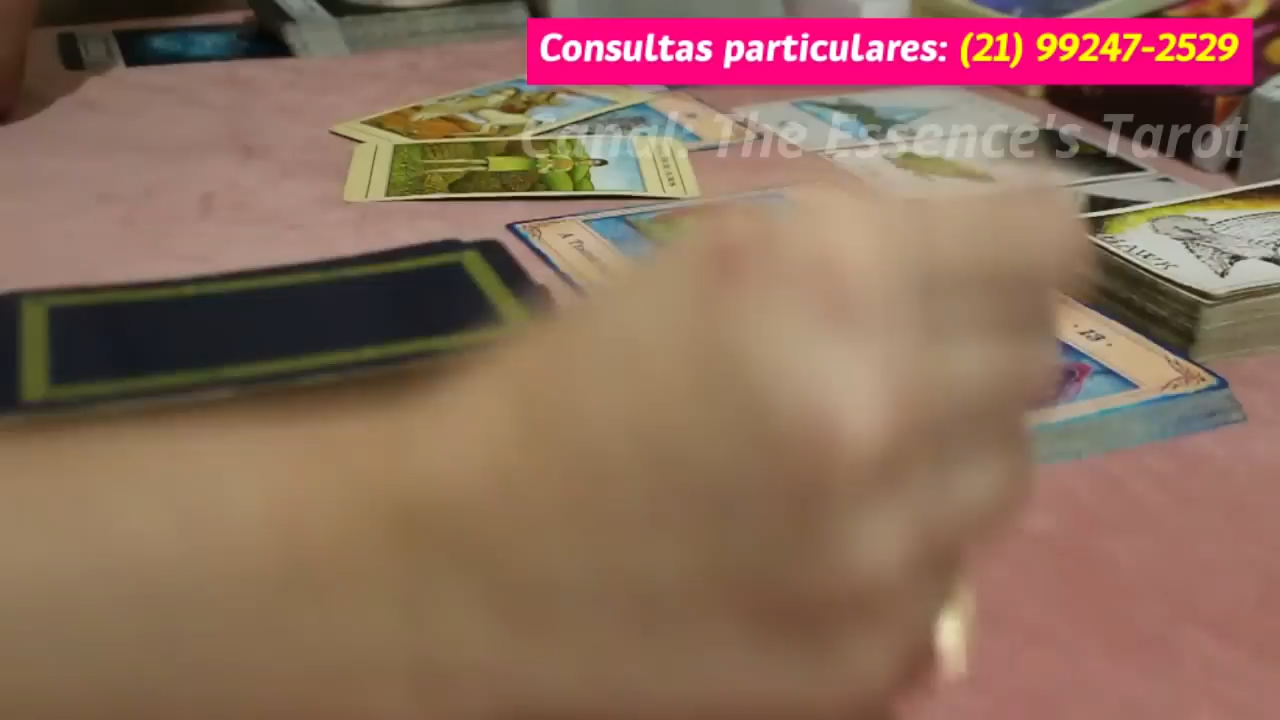 Consultas particulares: (21) 99247-2529
Canal: The Essence's Tarot